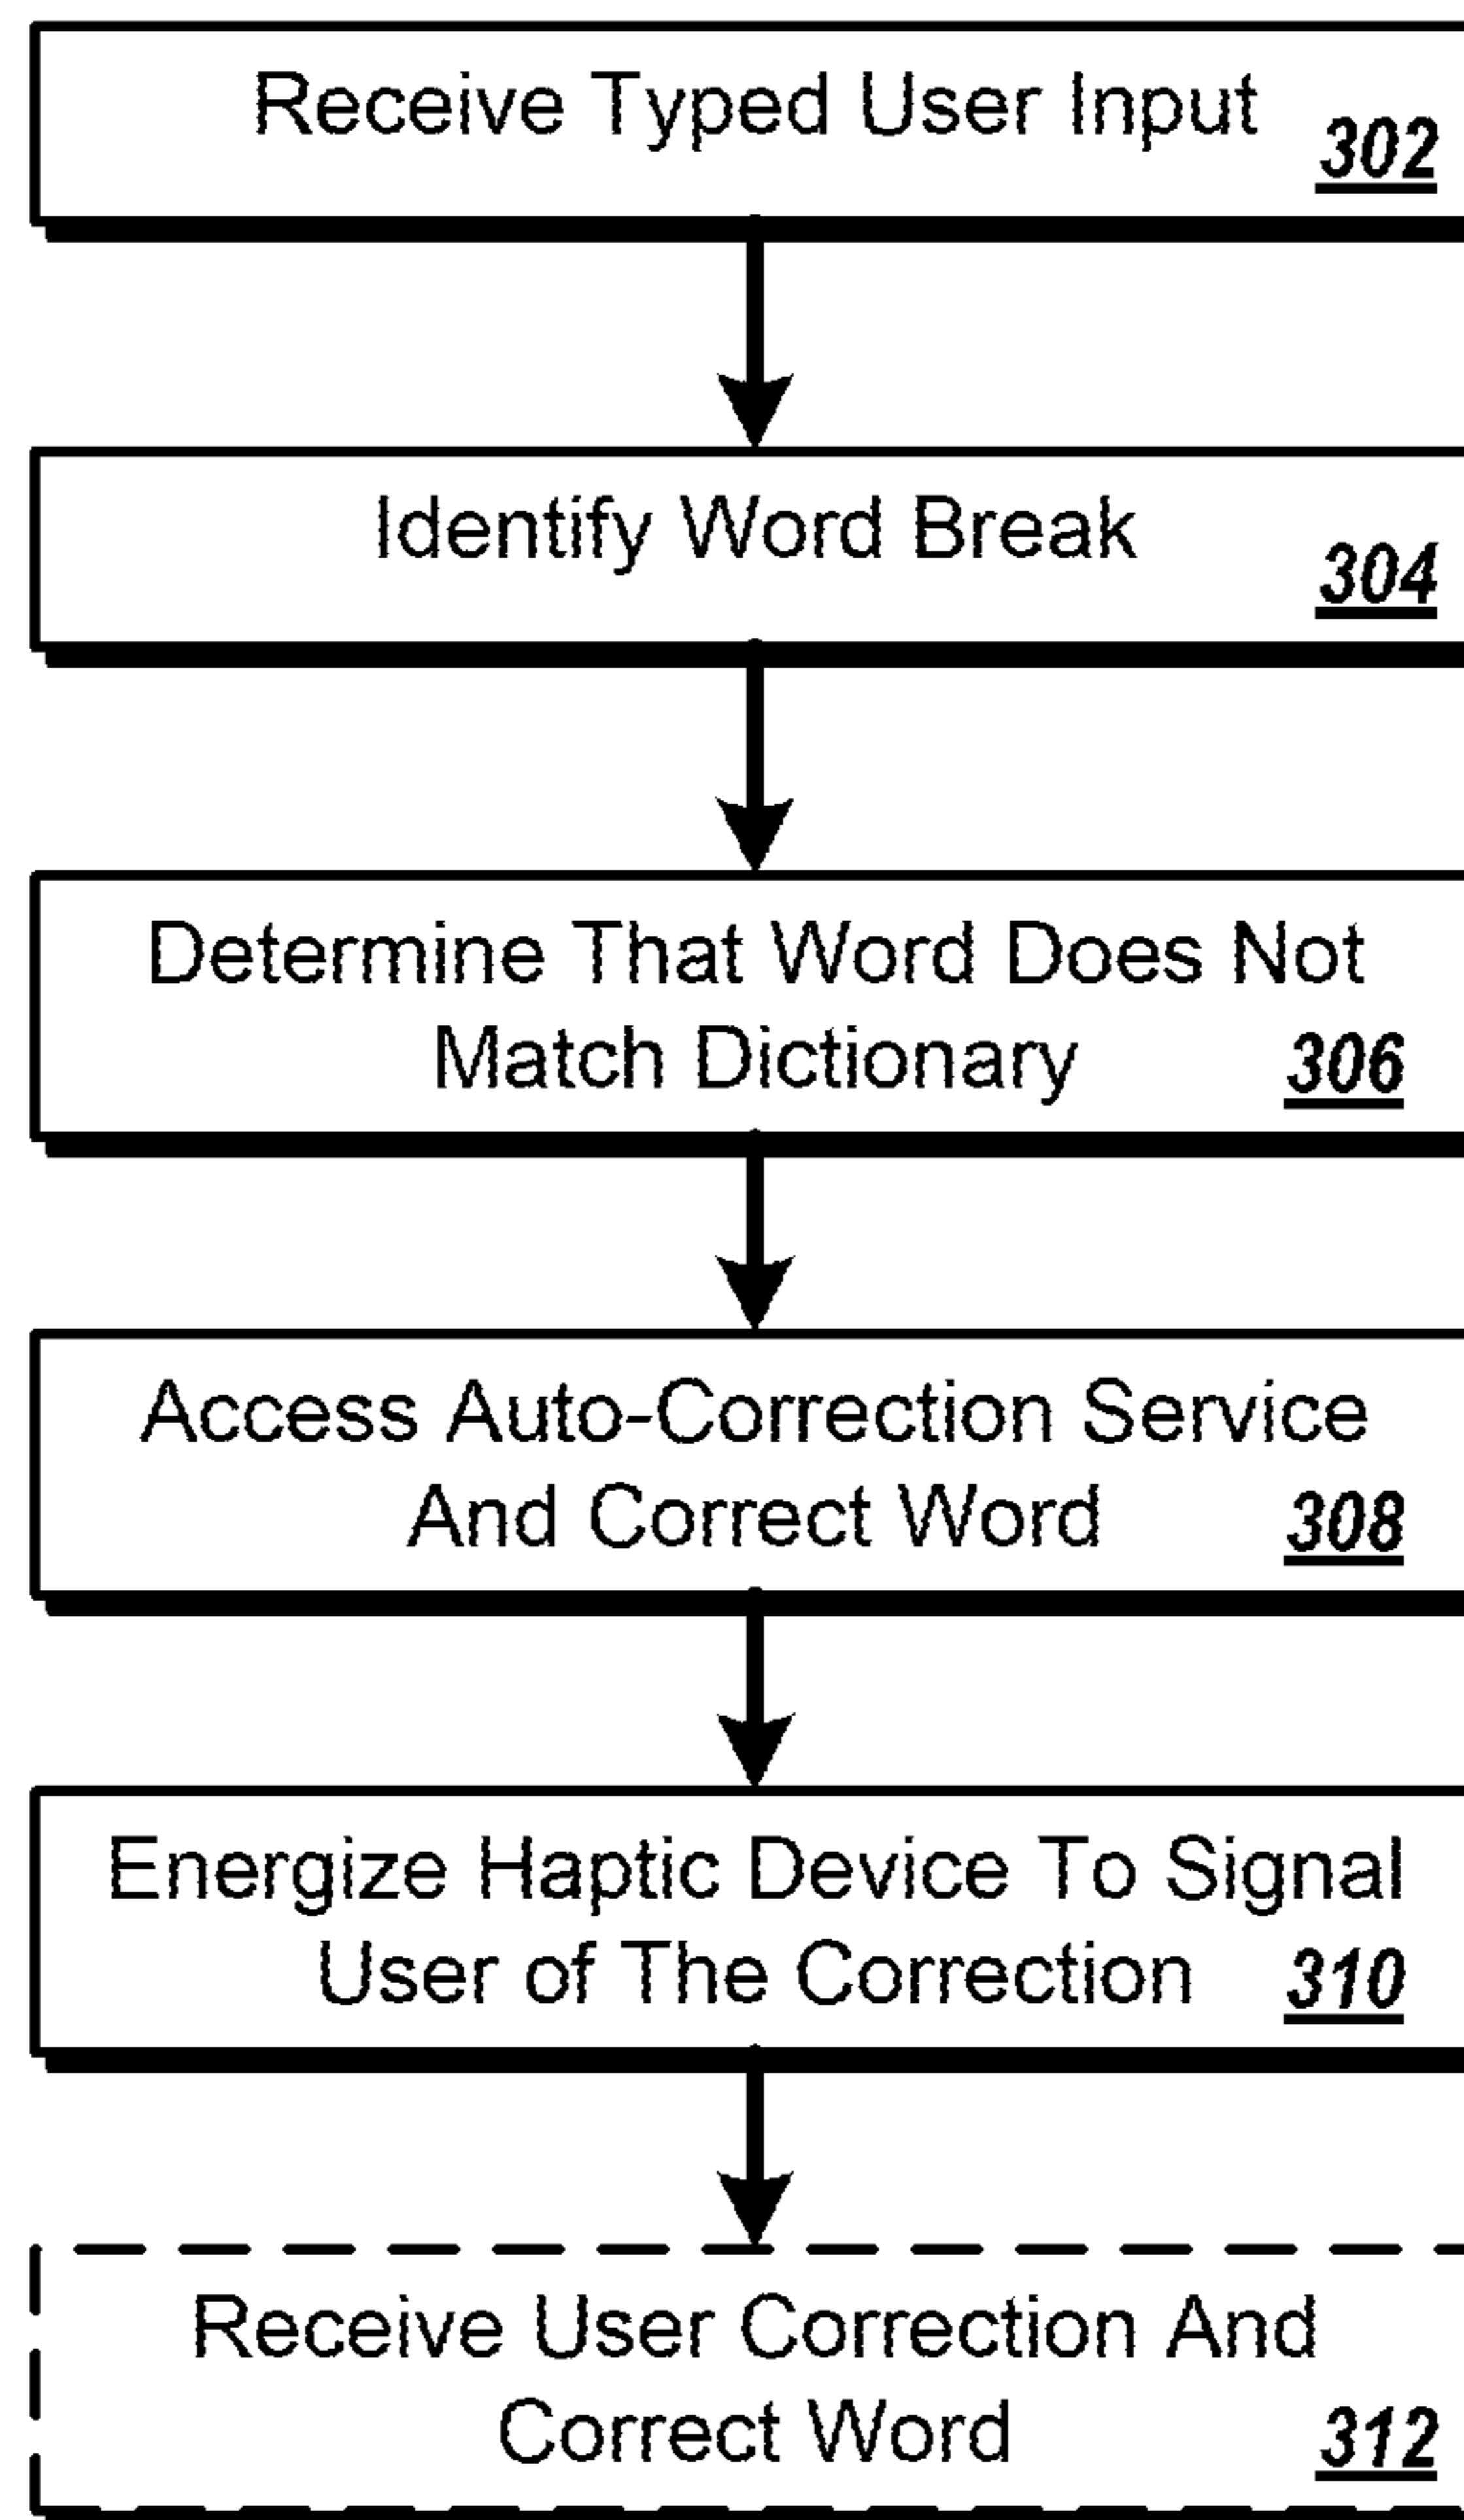 Receive Typed User Input
302
Identify Word Break
304
Determine That Word Does Not
Match Dictionary 306
Access Auto-Correction Service
And Correct Word 308
Energize Haptic Device To Signal
User of The Correction 310
Receive User Correction And
Correct Word 312